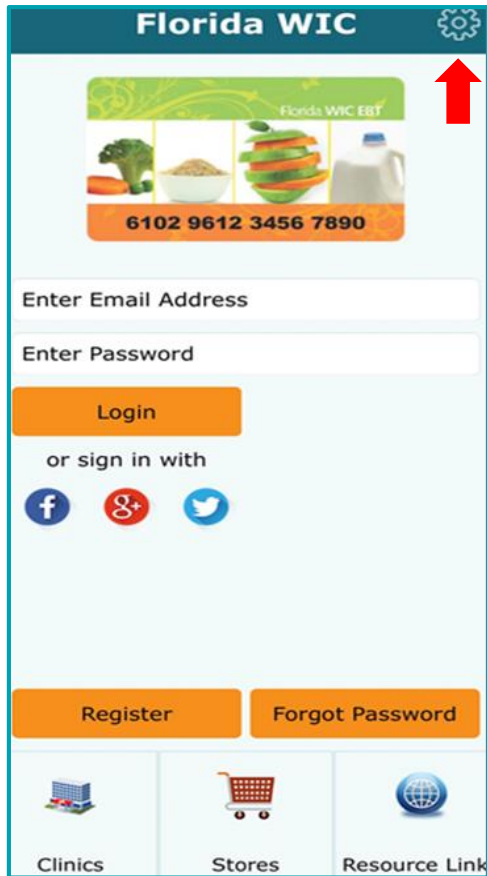 Florida WIC
Florida WIC EBT
6102 9612 3456 7890
Enter Email Address
Enter Password
Login
or sign in with
f 8+
Register Forgot Password
Clinics Stores Resource Link